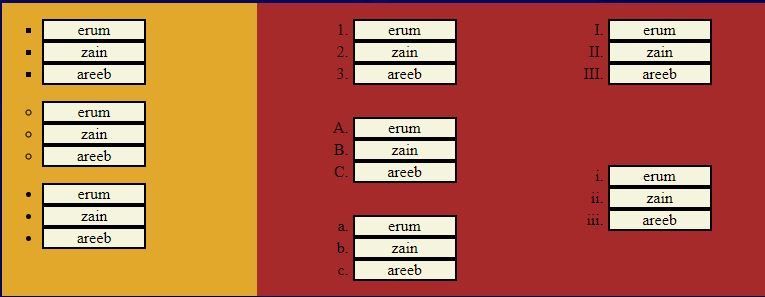 ▪ erum
▪ zain
▪ areeb
○ erum
○ zain
○ areeb
• erum
• zain
• areeb
1. erum
2. zain
3. areeb
A. erum
B. zain
C. areeb
a. erum
b. zain
c. areeb
I. erum
II. zain
III. areeb
i. erum
ii. zain
iii. areeb